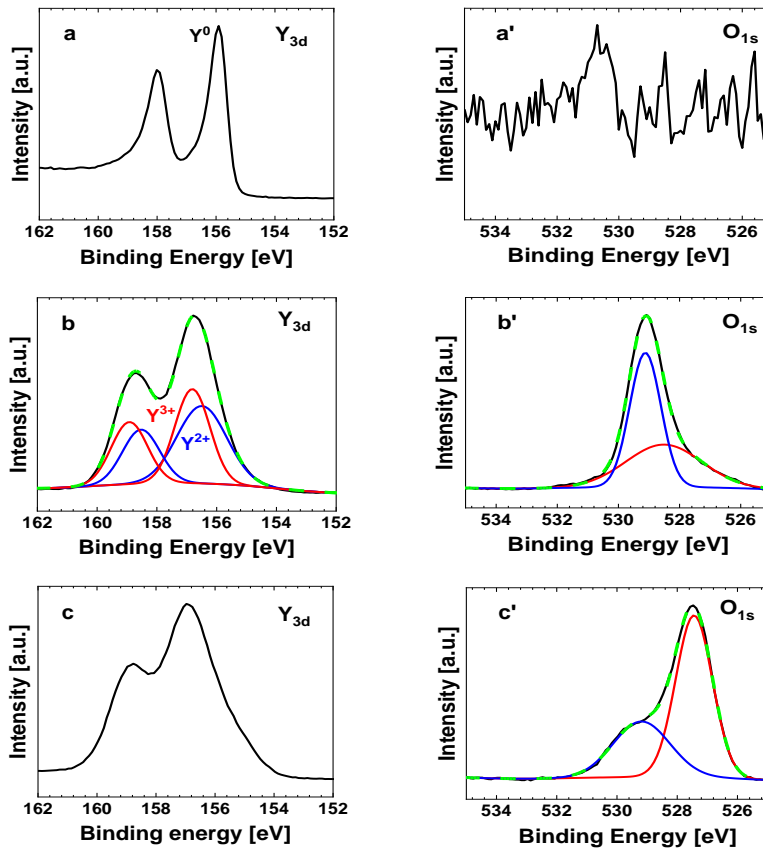 a Y⁰ Y₃d
Intensity [a.u.]
162 160 158 156 154 152
Binding Energy [eV]
a' O₁s
Intensity [a.u.]
534 532 530 528 526
Binding Energy [eV]
b Y₃d
Y³⁺
Y²⁺
Intensity [a.u.]
162 160 158 156 154 152
Binding Energy [eV]
b' O₁s
Intensity [a.u.]
534 532 530 528 526
Binding Energy [eV]
c Y₃d
Intensity [a.u.]
162 160 158 156 154 152
Binding energy [eV]
c' O₁s
Intensity [a.u.]
534 532 530 528 526
Binding Energy [eV]